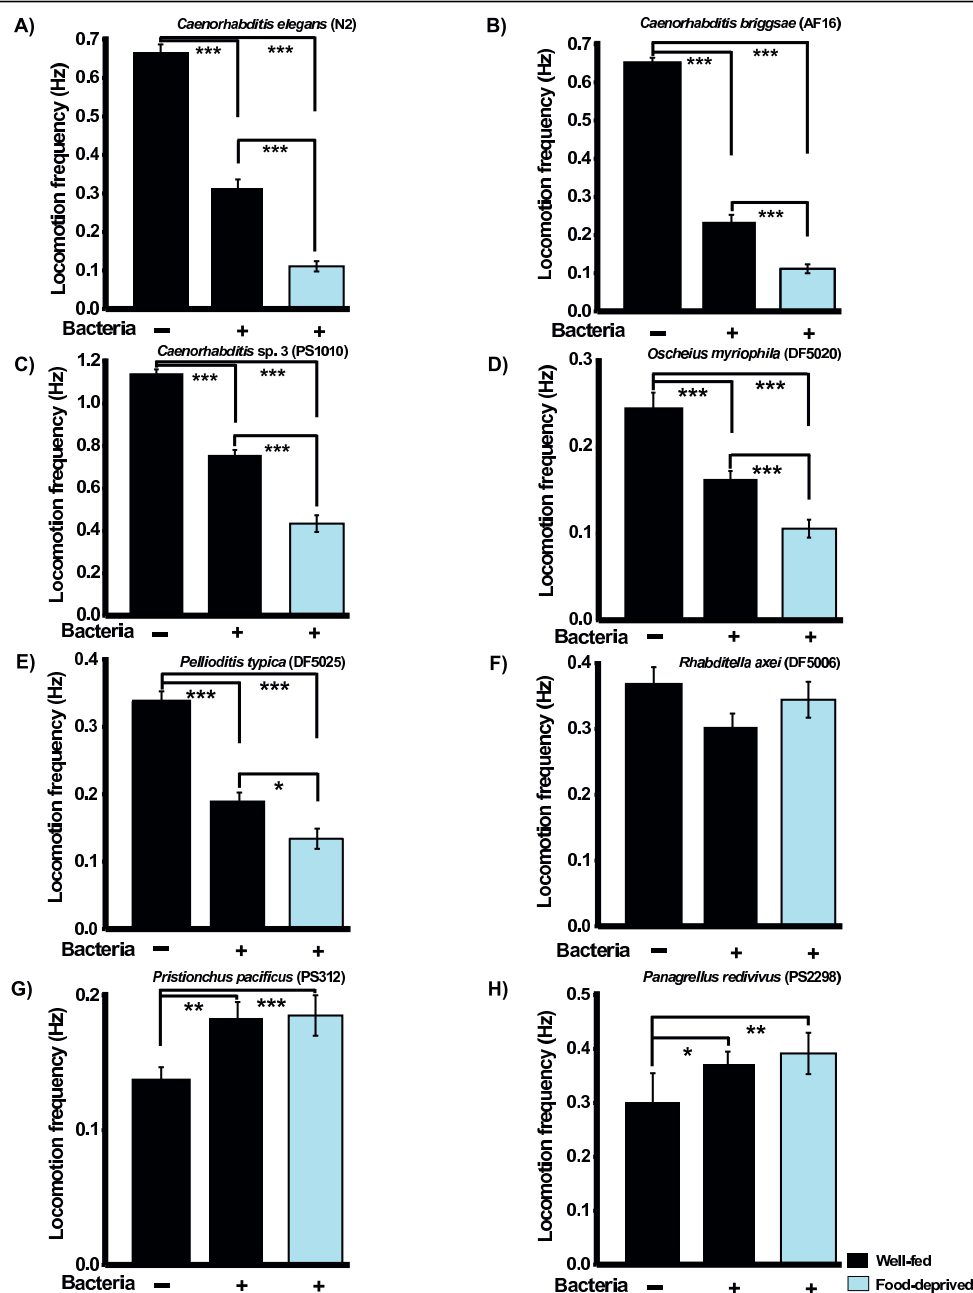 A)
Caenorhabditis elegans (N2)
Locomotion frequency (Hz)
0.7
0.6
0.5
0.4
0.3
0.2
0.1
0.0
***
***
***
Bacteria − + +
B)
Caenorhabditis briggsae (AF16)
Locomotion frequency (Hz)
0.7
0.6
0.5
0.4
0.3
0.2
0.1
0.0
***
***
***
Bacteria − + +
C)
Caenorhabditis sp. 3 (PS1010)
Locomotion frequency (Hz)
1.2
1.0
0.8
0.6
0.4
0.2
0.0
***
***
***
Bacteria − + +
D)
Oscheius myriophila (DF5020)
Locomotion frequency (Hz)
0.3
0.2
0.1
0.0
***
***
***
Bacteria − + +
E)
Pellioditis typica (DF5025)
Locomotion frequency (Hz)
0.4
0.3
0.2
0.1
0.0
***
***
*
Bacteria − + +
F)
Rhabditella axei (DF5006)
Locomotion frequency (Hz)
0.4
0.3
0.2
0.1
0.0
Bacteria − + +
G)
Pristionchus pacificus (PS312)
Locomotion frequency (Hz)
0.2
0.1
0.0
**
***
Bacteria − + +
H)
Panagrellus redivivus (PS2298)
Locomotion frequency (Hz)
0.5
0.4
0.3
0.2
0.1
0.0
*
**
Bacteria − + +
Well-fed
Food-deprived